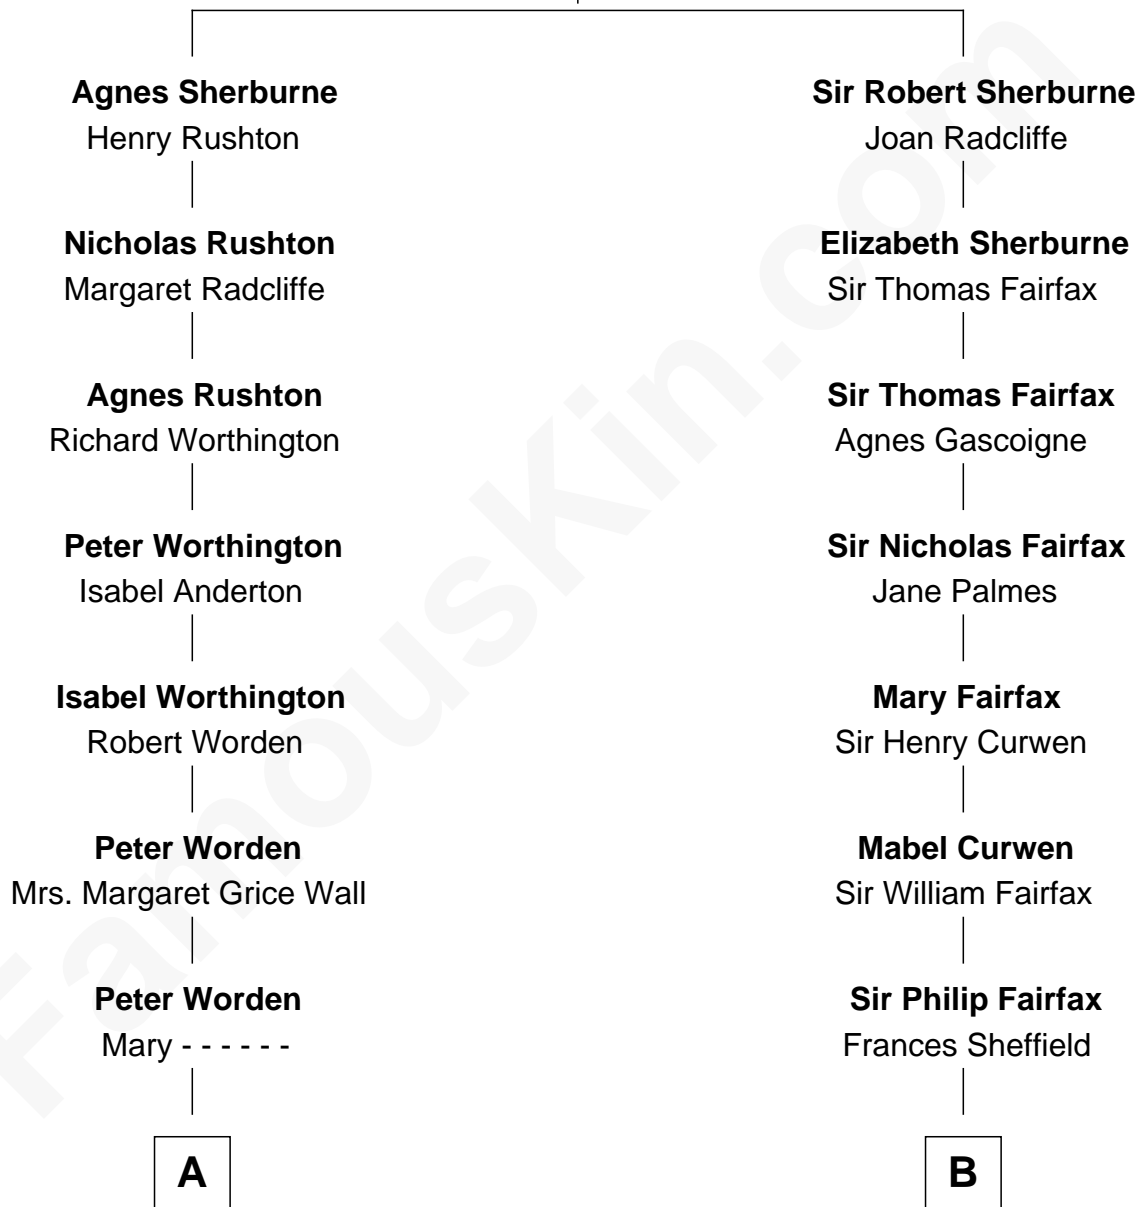 Agnes Sherburne
Henry Rushton
Nicholas Rushton
Margaret Radcliffe
Agnes Rushton
Richard Worthington
Peter Worthington
Isabel Anderton
Isabel Worthington
Robert Worden
Peter Worden
Mrs. Margaret Grice Wall
Peter Worden
Mary - - - - - -
A
Sir Robert Sherburne
Joan Radcliffe
Elizabeth Sherburne
Sir Thomas Fairfax
Sir Thomas Fairfax
Agnes Gascoigne
Sir Nicholas Fairfax
Jane Palmes
Mary Fairfax
Sir Henry Curwen
Mabel Curwen
Sir William Fairfax
Sir Philip Fairfax
Frances Sheffield
B
FamousKin.com